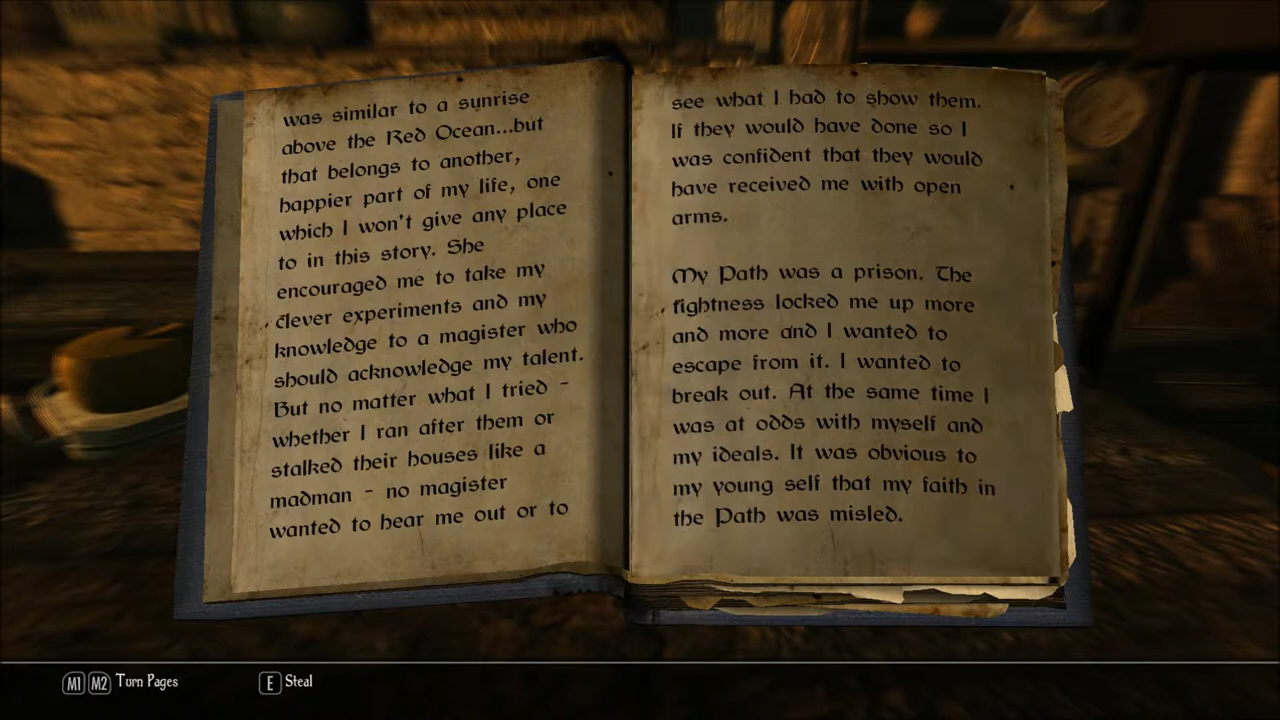 was similar to a sunrise
above the Red Ocean...but
that belongs to another,
happier part of my life, one
which I won't give any place
to in this story. She
encouraged me to take my
clever experiments and my
knowledge to a magister who
should acknowledge my talent.
But no matter what I tried -
whether I ran after them or
stalked their houses like a
madman - no magister
wanted to hear me out or to
see what I had to show them.
If they would have done so I
was confident that they would
have received me with open
arms.
My Path was a prison. The
tightness locked me up more
and more and I wanted to
escape from it. I wanted to
break out. At the same time I
was at odds with myself and
my ideals. It was obvious to
my young self that my faith in
the Path was misled.
M1 M2 Turn Pages
E Steal